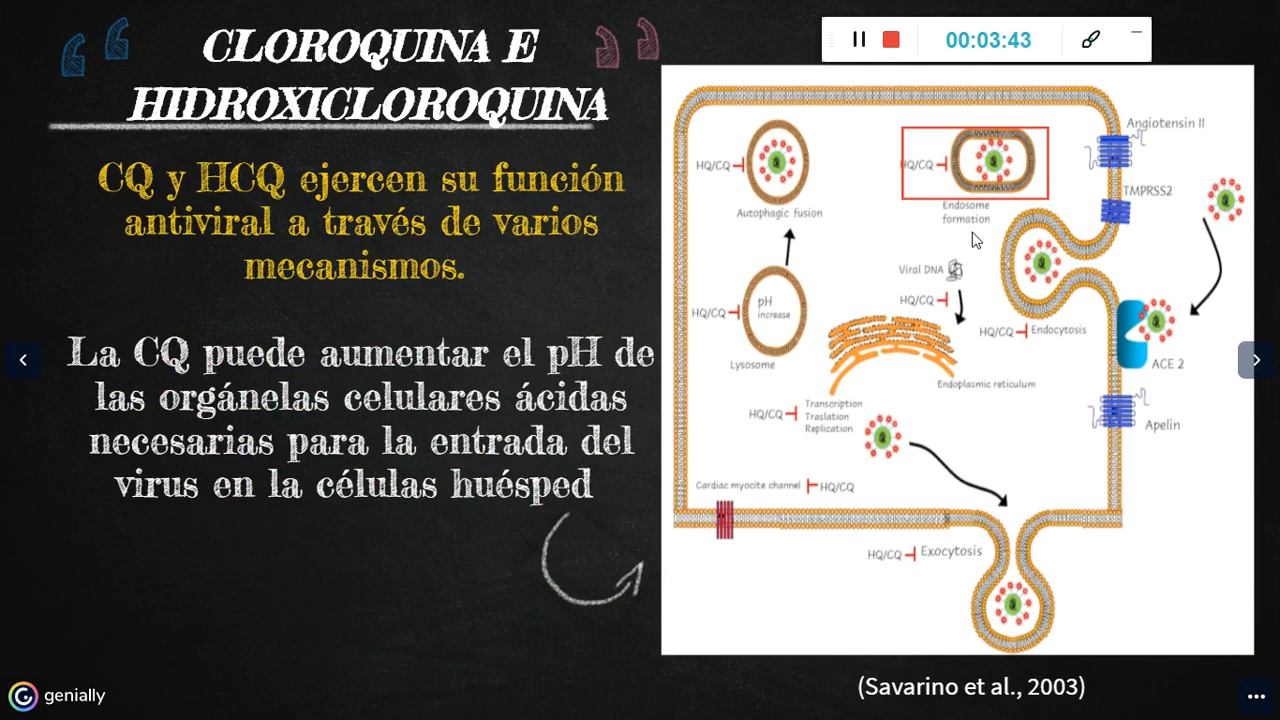 CLOROQUINA E
HIDROXICLOROQUINA
CQ y HCQ ejercen su función
antiviral a través de varios
mecanismos.
La CQ puede aumentar el pH de
las orgánelas celulares ácidas
necesarias para la entrada del
virus en la células huésped
00:03:43
HQ/CQ
Autophagic fusion
HQ/CQ
Endosome
formation
Angiotensin II
TMPRSS2
Viral DNA
HQ/CQ
HQ/CQ
pH
increase
Lysosome
HQ/CQ
Endocytosis
ACE 2
Endoplasmic reticulum
HQ/CQ
Transcription
Traslation
Replication
Apelin
Cardiac myocite channel
HQ/CQ
HQ/CQ
Exocytosis
(Savarino et al., 2003)
genially